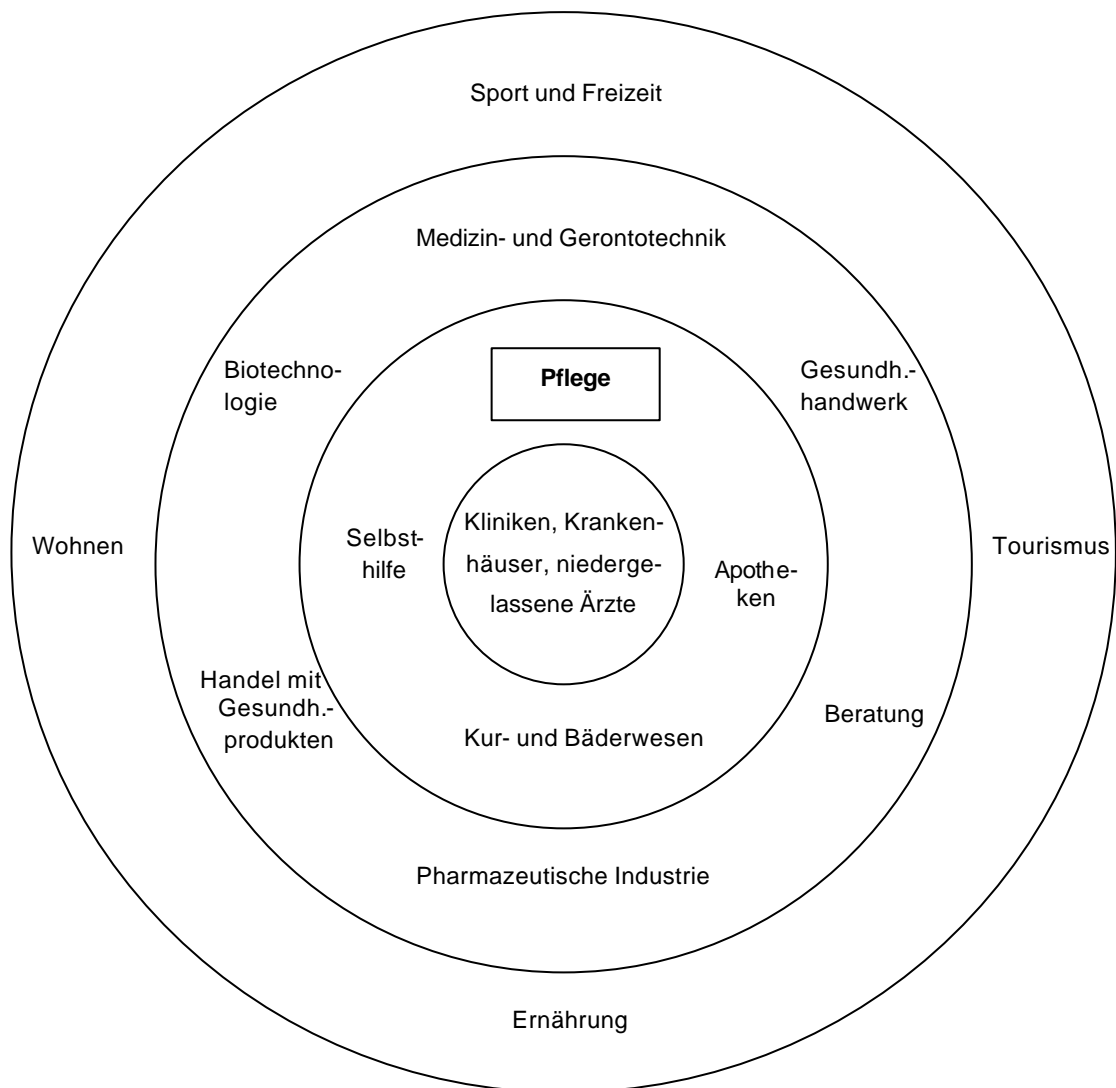 Sport und Freizeit
Medizin- und Gerontotechnik
Biotechno-
logie
Pflege
Gesundh.-
handwerk
Wohnen
Selbst-
hilfe
Kliniken, Kranken-
häuser, niederge-
lassene Ärzte
Apothe-
ken
Tourismus
Handel mit
Gesundh.-
produkten
Kur- und Bäderwesen
Beratung
Pharmazeutische Industrie
Ernährung